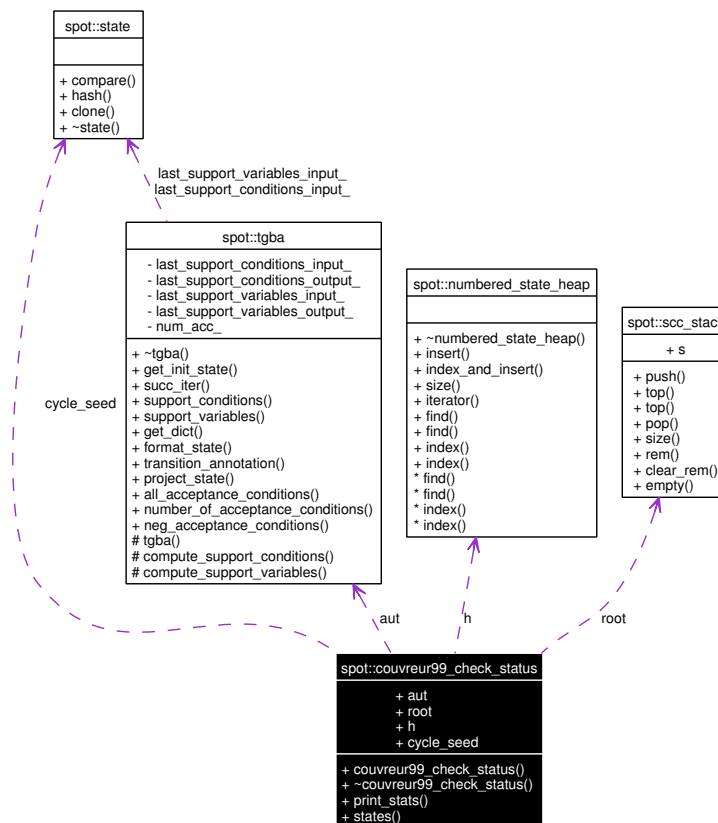 spot::state
+ compare()
+ hash()
+ clone()
+ ~state()
last_support_variables_input_
last_support_conditions_input_
spot::tgba
- last_support_conditions_input_
- last_support_conditions_output_
- last_support_variables_input_
- last_support_variables_output_
- num_acc_
+ ~tgba()
+ get_init_state()
+ succ_iter()
+ support_conditions()
+ support_variables()
+ get_dict()
+ format_state()
+ transition_annotation()
+ project_state()
+ all_acceptance_conditions()
+ number_of_acceptance_conditions()
+ neg_acceptance_conditions()
# tgba()
# compute_support_conditions()
# compute_support_variables()
spot::numbered_state_heap
+ ~numbered_state_heap()
+ insert()
+ index_and_insert()
+ size()
+ iterator()
+ find()
+ find()
+ index()
+ index()
* find()
* find()
* index()
* index()
spot::scc_stack
+ s
+ push()
+ top()
+ top()
+ pop()
+ size()
+ rem()
+ clear_rem()
+ empty()
cycle_seed
aut
h
root
spot::couvreur99_check_status
+ aut
+ root
+ h
+ cycle_seed
+ couvreur99_check_status()
+ ~couvreur99_check_status()
+ print_stats()
+ states()